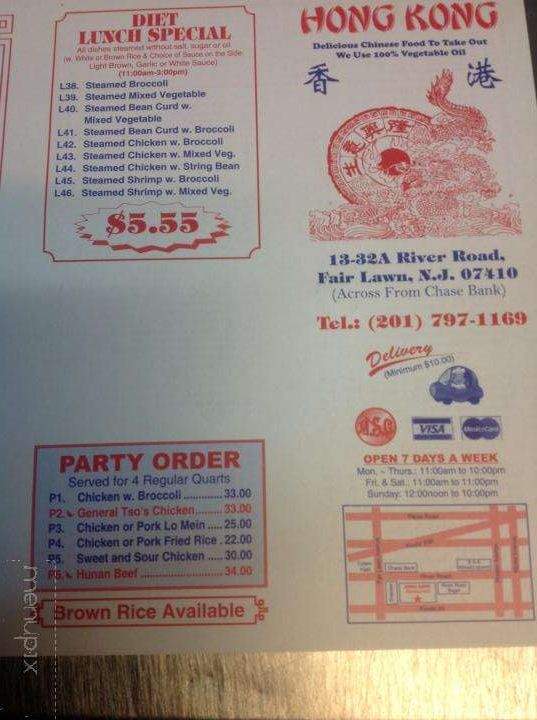 DIET
LUNCH SPECIAL
All dishes steamed without salt, sugar or oil
(w. White or Brown Rice & Choice of Sauce on the Side.
Light Brown, Garlic or White Sauce)
(11:00am-3:00pm)
L38. Steamed Broccoli
L39. Steamed Mixed Vegetable
L40. Steamed Bean Curd w.
Mixed Vegetable
L41. Steamed Bean Curd w. Broccoli
L42. Steamed Chicken w. Broccoli
L43. Steamed Chicken w. Mixed Veg.
L44. Steamed Chicken w. String Bean
L45. Steamed Shrimp w. Broccoli
L46. Steamed Shrimp w. Mixed Veg.
$5.55
PARTY ORDER
Served for 4 Regular Quarts
P1. Chicken w. Broccoli ............. 33.00
P2. General Tso's Chicken......... 33.00
P3. Chicken or Pork Lo Mein ..... 25.00
P4. Chicken or Pork Fried Rice . 22.00
P5. Sweet and Sour Chicken ..... 30.00
P6. Hunan Beef ......................... 34.00
Brown Rice Available
HONG KONG
Delicious Chinese Food To Take Out
We Use 100% Vegetable Oil
香 港
13-32A River Road,
Fair Lawn, N.J. 07410
(Across From Chase Bank)
Tel.: (201) 797-1169
Delivery
(Minimum $10.00)
M.S.G
VISA
MasterCard
OPEN 7 DAYS A WEEK
Mon. - Thurs.: 11:00am to 10:00pm
Fri. & Sat.: 11:00am to 11:00pm
Sunday: 12:00noon to 10:00pm
Chase Bank
River Road
menupix